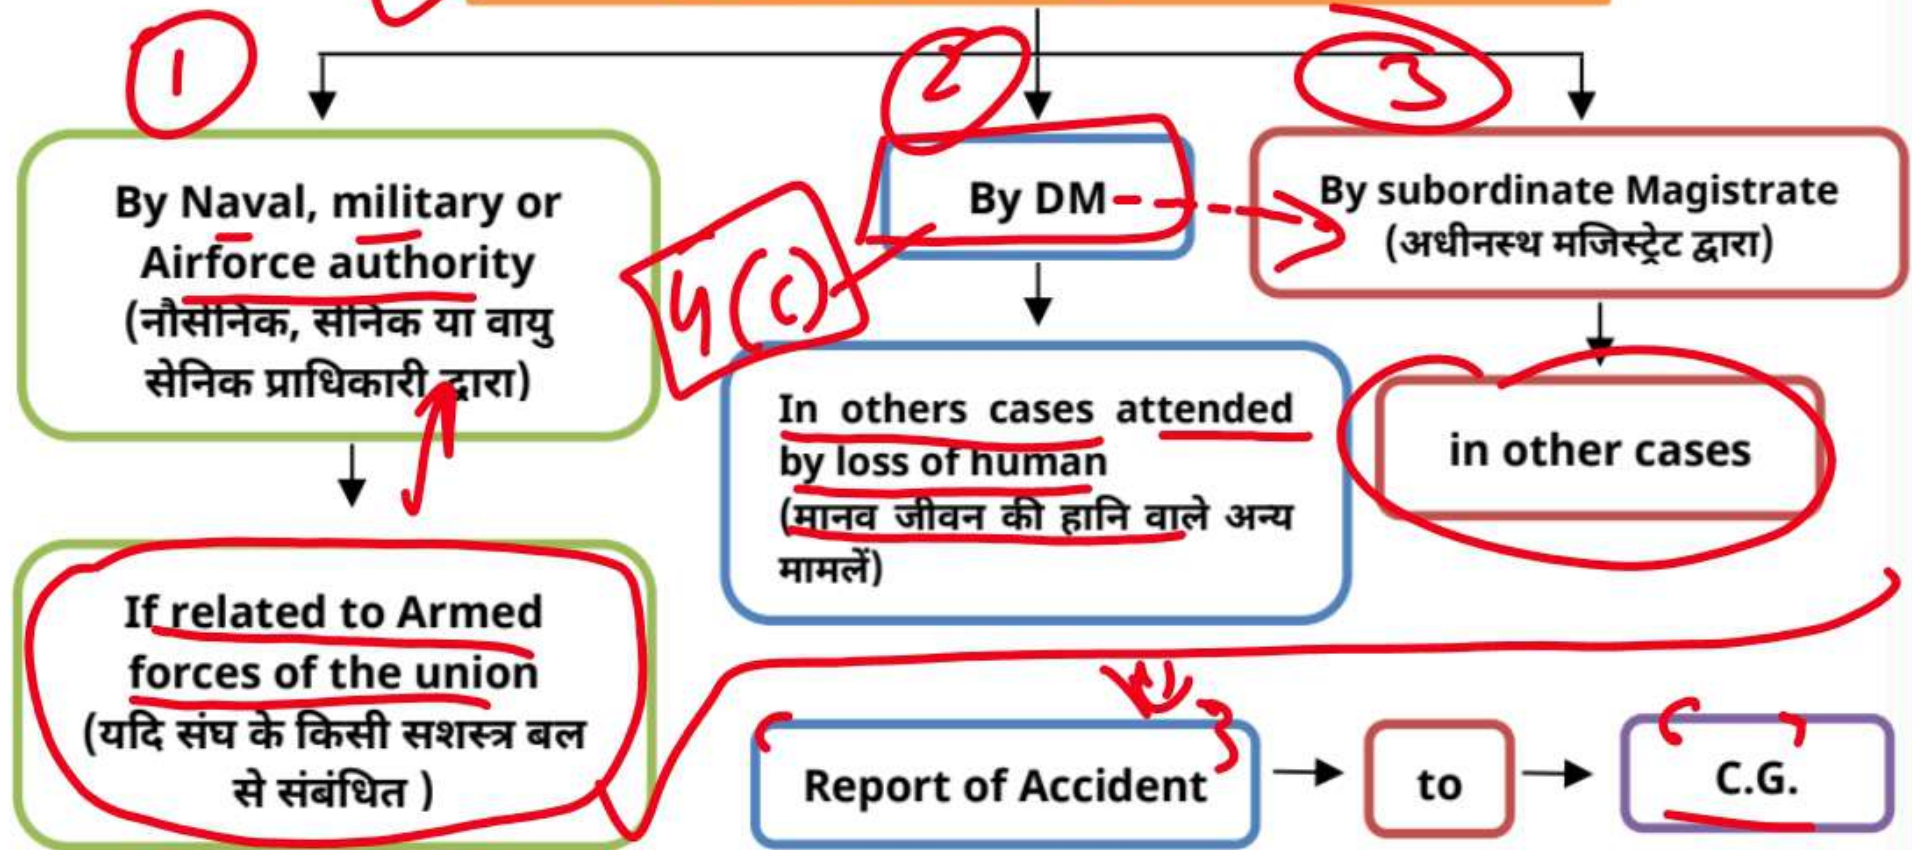 1
2
3
By Naval, military or
Airforce authority
(नौसेनिक, सेनिक या वायु
सेनिक प्राधिकारी द्वारा)
By DM
By subordinate Magistrate
(अधीनस्थ मजिस्ट्रेट द्वारा)
4(c)
In others cases attended
by loss of human
(मानव जीवन की हानि वाले अन्य
मामलें)
in other cases
If related to Armed
forces of the union
(यदि संघ के किसी सशस्त्र बल
से संबंधित )
Report of Accident
to
C.G.